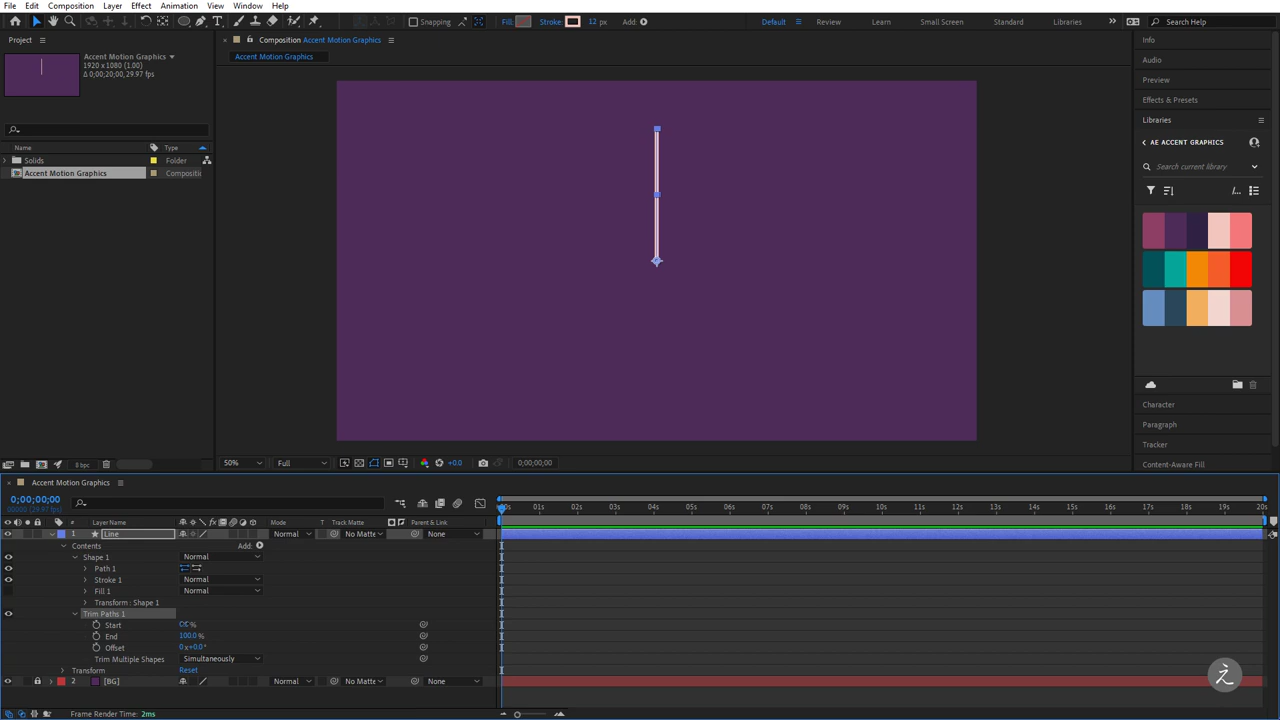 File Edit Composition Layer Effect Animation View Window Help
Snapping Fill: Stroke: 12 px Add: Default Review Learn Small Screen Standard Libraries Search Help
Project
Accent Motion Graphics
1920 x 1080 (1.00)
Δ 0;00;20;00, 29.97 fps
Name Type
Solids Folder
Accent Motion Graphics Compositic
8 bpc
Composition Accent Motion Graphics
Accent Motion Graphics
50% Full +0.0 0;00;00;00
Info
Audio
Preview
Effects & Presets
Libraries
AE ACCENT GRAPHICS
Search current library
Character
Paragraph
Tracker
Content-Aware Fill
Accent Motion Graphics
0;00;00;00
00000 (29.97 fps)
# Layer Name Mode T Track Matte Parent & Link
1 Line Normal No Matte None
Contents Add:
Shape 1 Normal
Path 1
Stroke 1 Normal
Fill 1 Normal
Transform : Shape 1
Trim Paths 1
Start
End 100.0 %
Offset 0 x+0.0°
Trim Multiple Shapes Simultaneously
Transform Reset
2 [BG] Normal No Matte None
Frame Render Time: 2ms
01s 02s 03s 04s 05s 06s 07s 08s 09s 10s 11s 12s 13s 14s 15s 16s 17s 18s 19s 20s